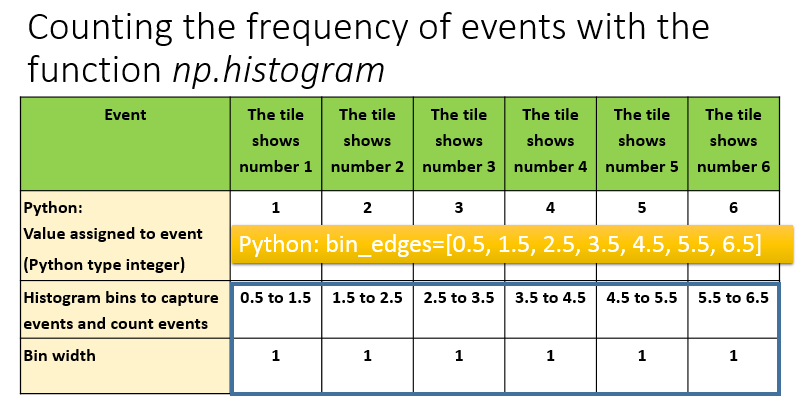 Counting the frequency of events with the
function np.histogram
Event
The tile shows number 1
The tile shows number 2
The tile shows number 3
The tile shows number 4
The tile shows number 5
The tile shows number 6
Python:
Value assigned to event
(Python type integer)
1 2 3 4 5 6
Python: bin_edges=[0.5, 1.5, 2.5, 3.5, 4.5, 5.5, 6.5]
Histogram bins to capture
events and count events
0.5 to 1.5 1.5 to 2.5 2.5 to 3.5 3.5 to 4.5 4.5 to 5.5 5.5 to 6.5
Bin width 1 1 1 1 1 1